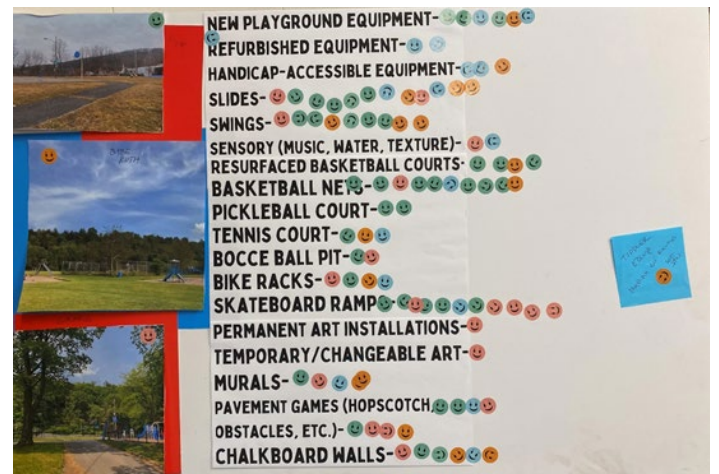 NEW PLAYGROUND EQUIPMENT-
REFURBISHED EQUIPMENT-
HANDICAP-ACCESSIBLE EQUIPMENT-
SLIDES-
SWINGS-
SENSORY (MUSIC, WATER, TEXTURE)-
RESURFACED BASKETBALL COURTS-
BASKETBALL NETS-
PICKLEBALL COURT-
TENNIS COURT-
BOCCE BALL PIT-
BIKE RACKS-
SKATEBOARD RAMP
PERMANENT ART INSTALLATIONS-
TEMPORARY/CHANGEABLE ART-
MURALS-
PAVEMENT GAMES (HOPSCOTCH,
OBSTACLES, ETC.)-
CHALKBOARD WALLS-